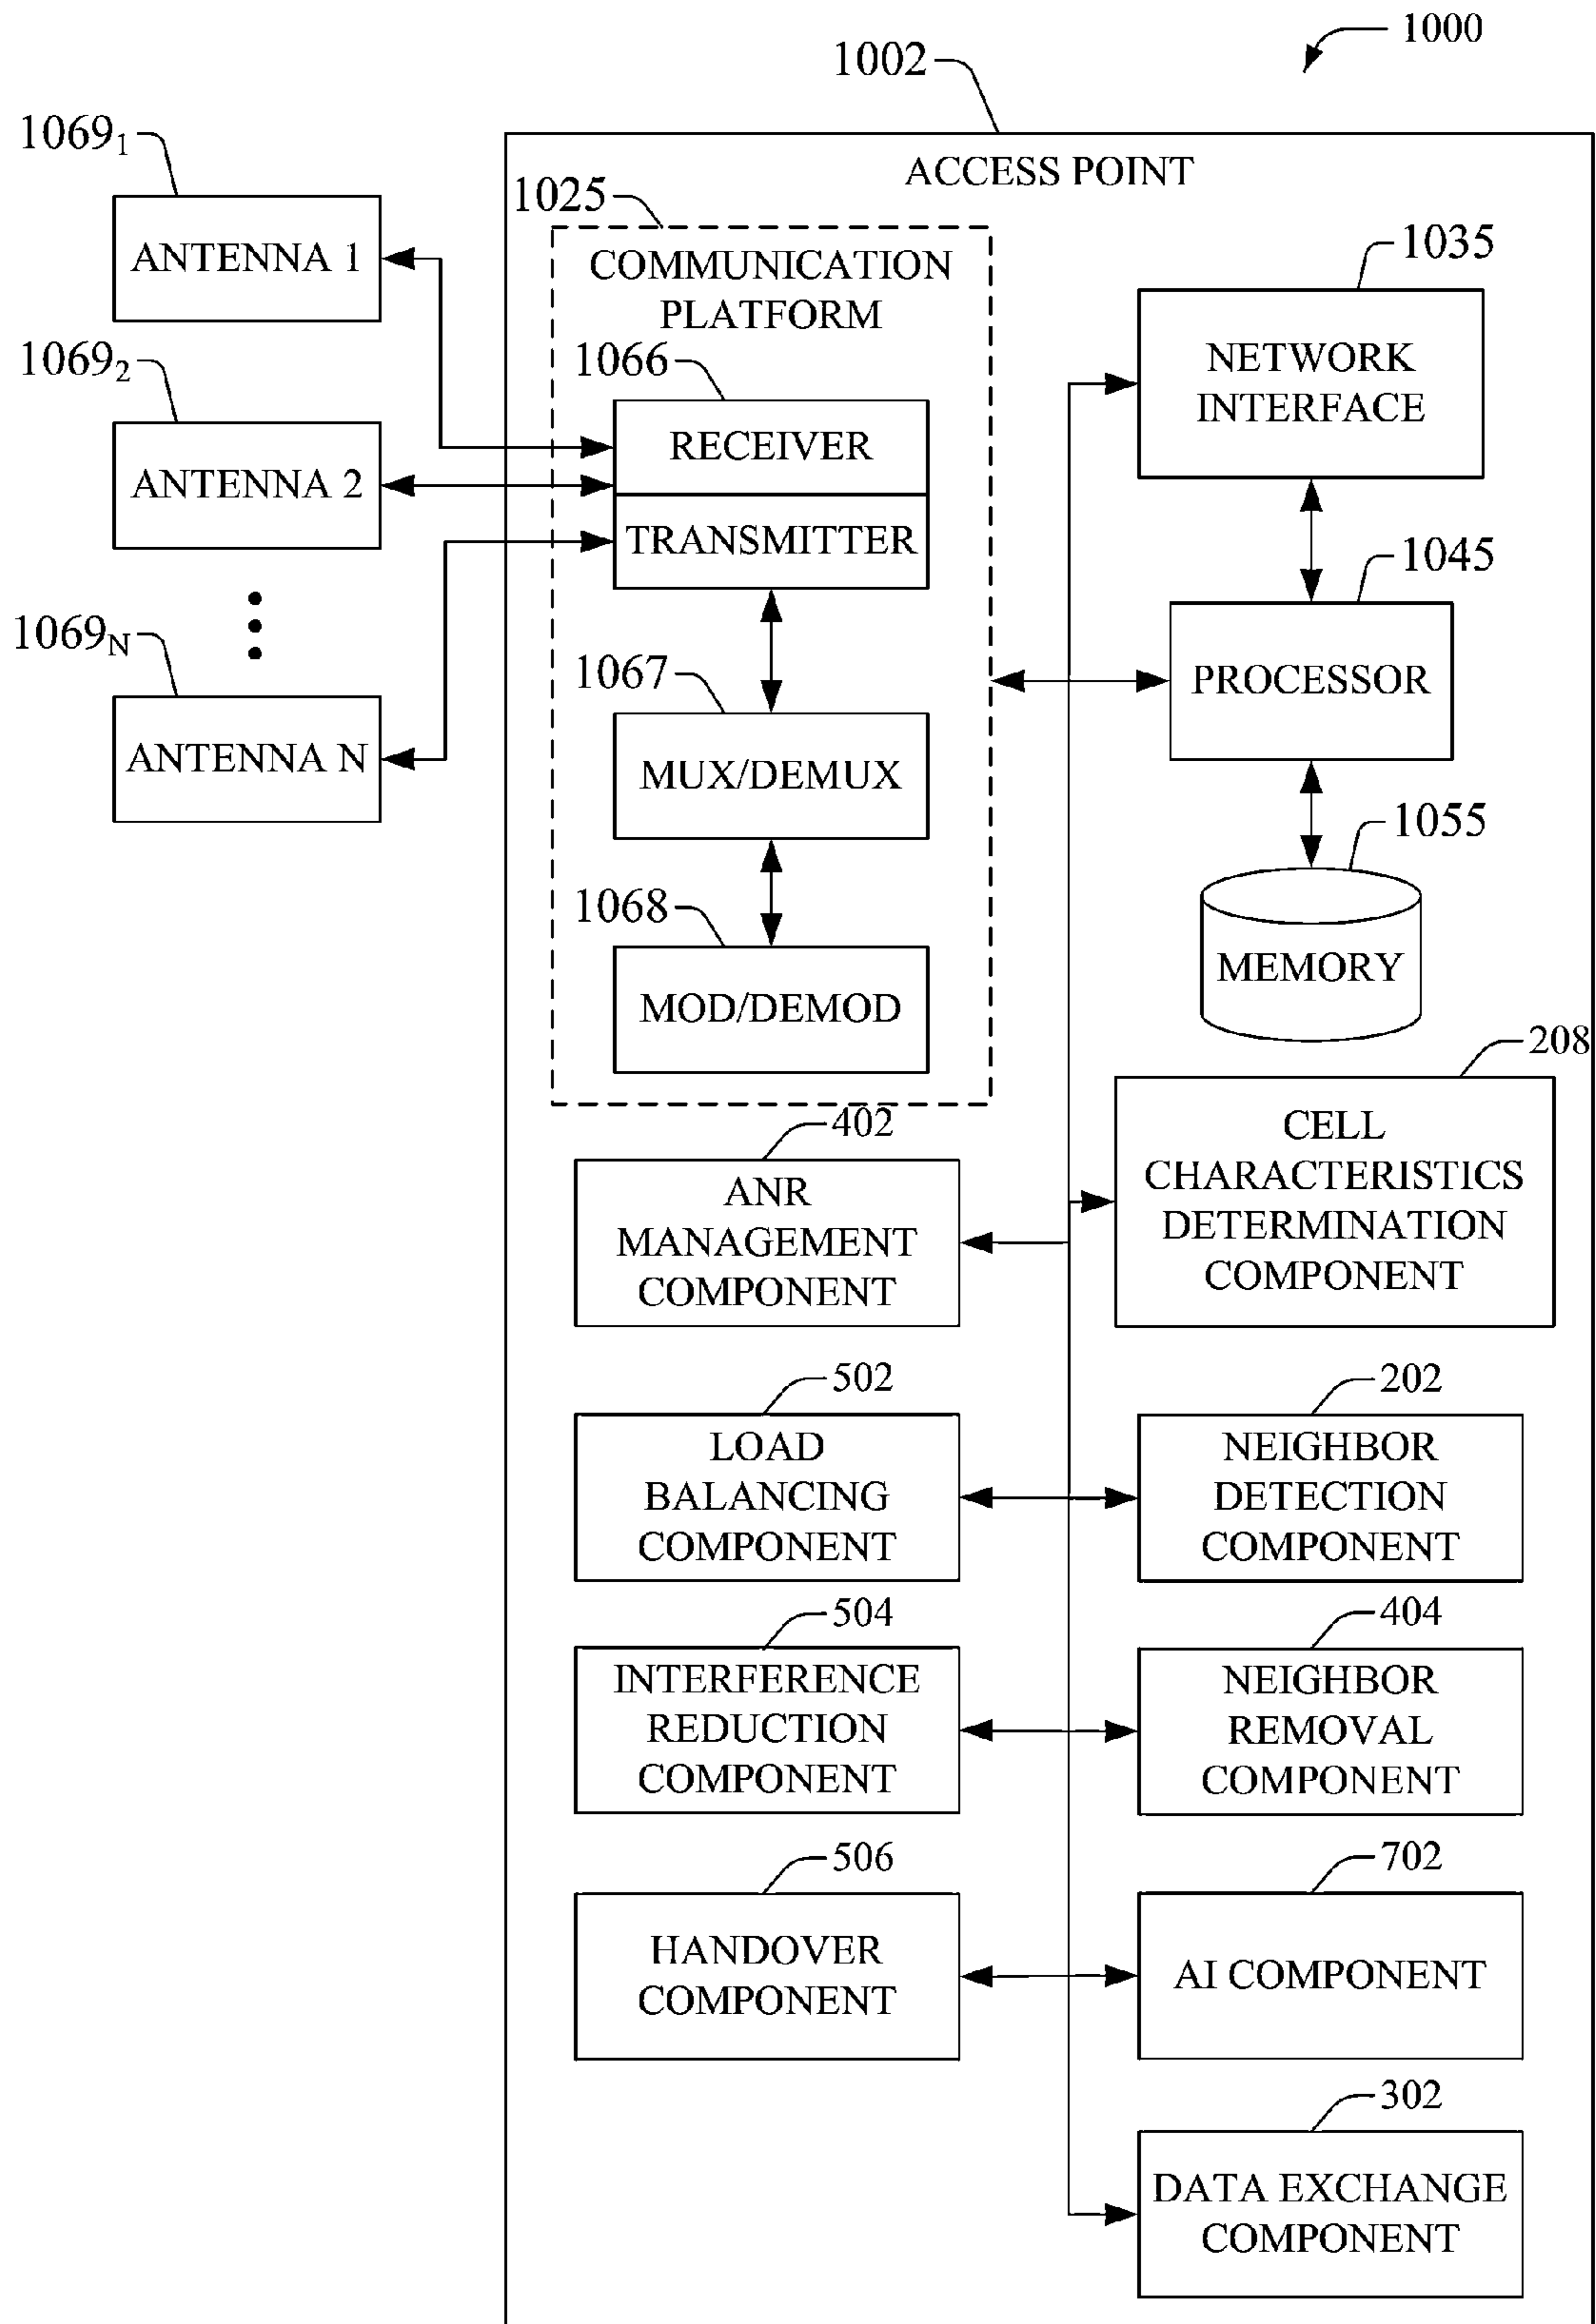 1000
1002
ACCESS POINT
1069₁
ANTENNA 1
1069₂
ANTENNA 2
1069N
ANTENNA N
1025
COMMUNICATION
PLATFORM
1066
RECEIVER
TRANSMITTER
1067
MUX/DEMUX
1068
MOD/DEMOD
1035
NETWORK
INTERFACE
1045
PROCESSOR
1055
MEMORY
208
CELL
CHARACTERISTICS
DETERMINATION
COMPONENT
402
ANR
MANAGEMENT
COMPONENT
502
LOAD
BALANCING
COMPONENT
202
NEIGHBOR
DETECTION
COMPONENT
504
INTERFERENCE
REDUCTION
COMPONENT
404
NEIGHBOR
REMOVAL
COMPONENT
506
HANDOVER
COMPONENT
702
AI COMPONENT
302
DATA EXCHANGE
COMPONENT